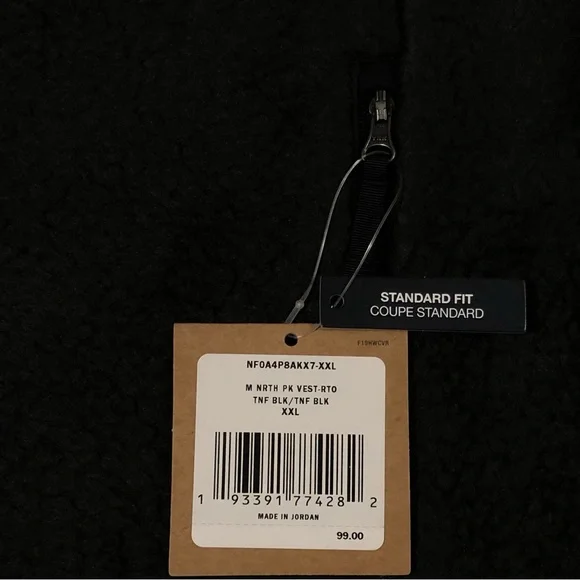 STANDARD FIT
COUPE STANDARD
F19HWCVS
NF0A4P8AKX7-XXL
M NRTH PK VEST-RTO
TNF BLK/TNF BLK
XXL
1 93391 77428 2
MADE IN JORDAN
99.00